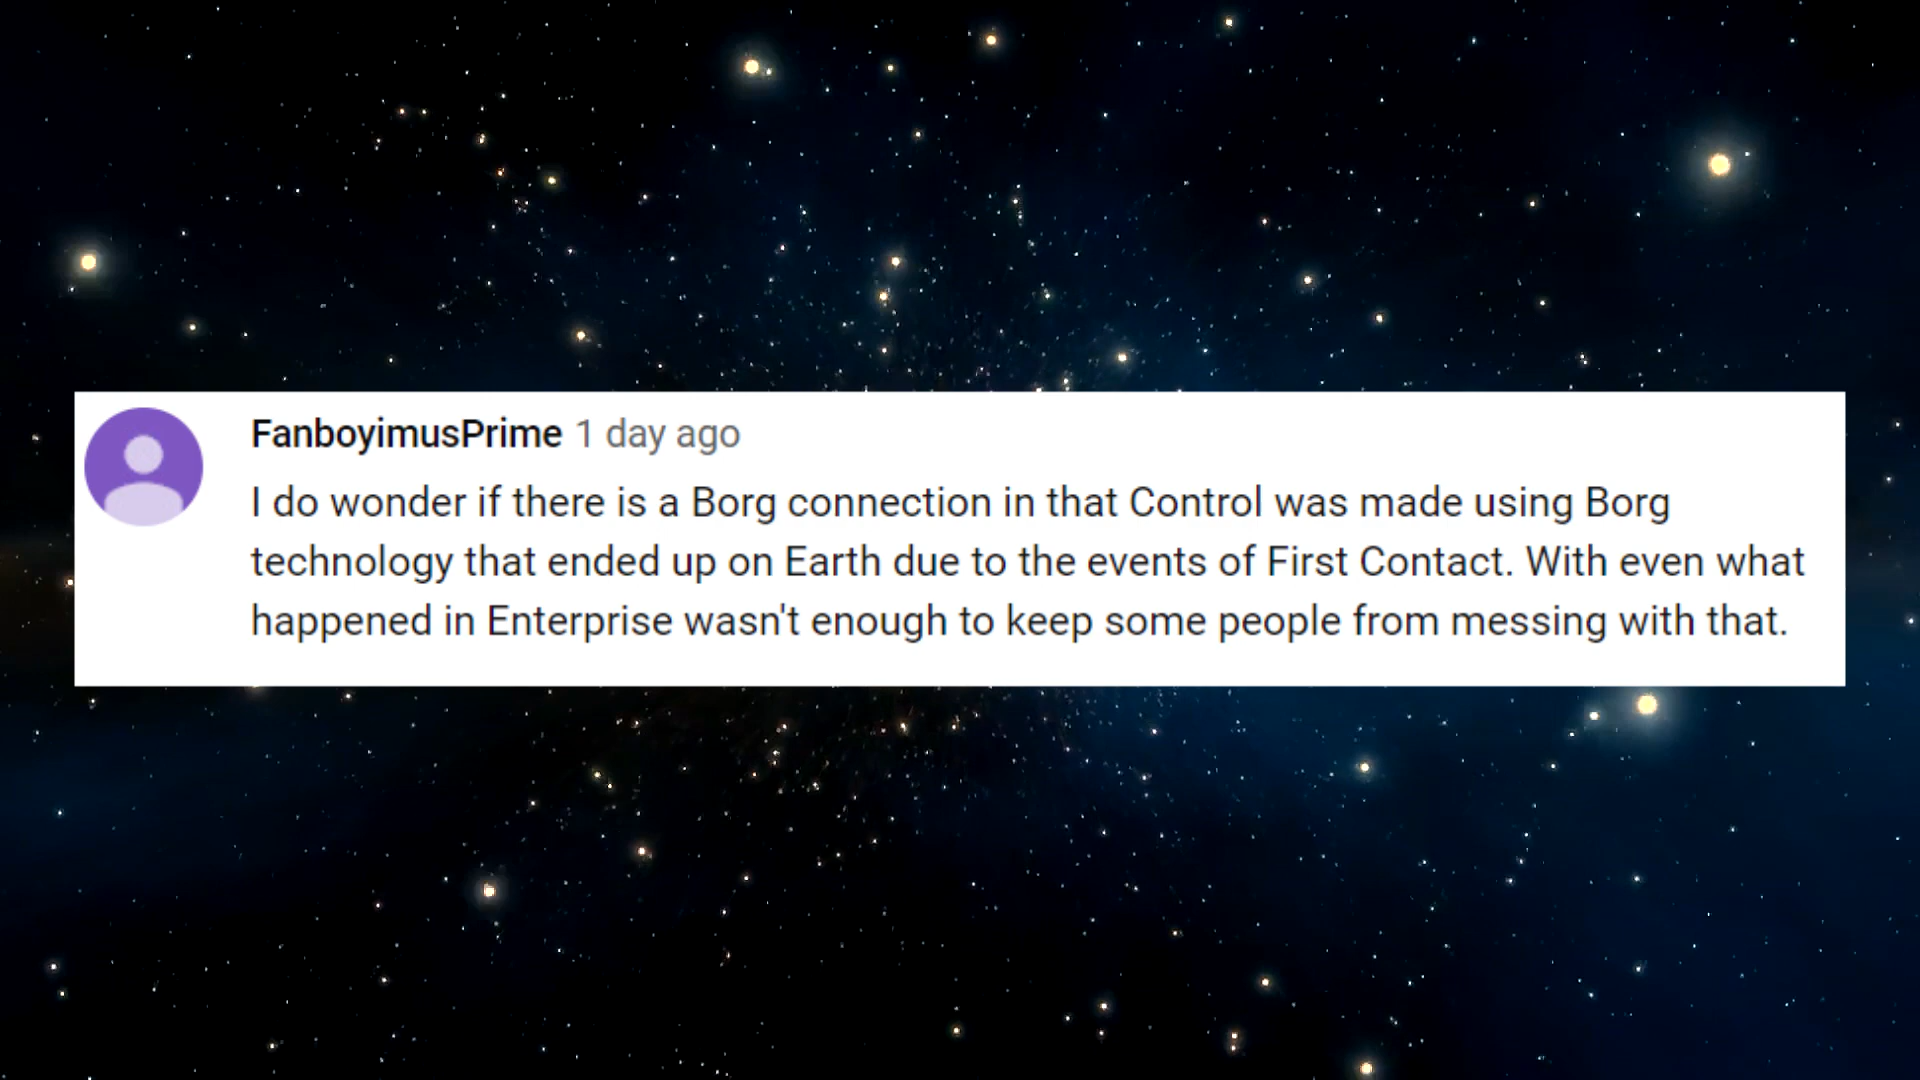 FanboyimusPrime 1 day ago
I do wonder if there is a Borg connection in that Control was made using Borg
technology that ended up on Earth due to the events of First Contact. With even what
happened in Enterprise wasn't enough to keep some people from messing with that.